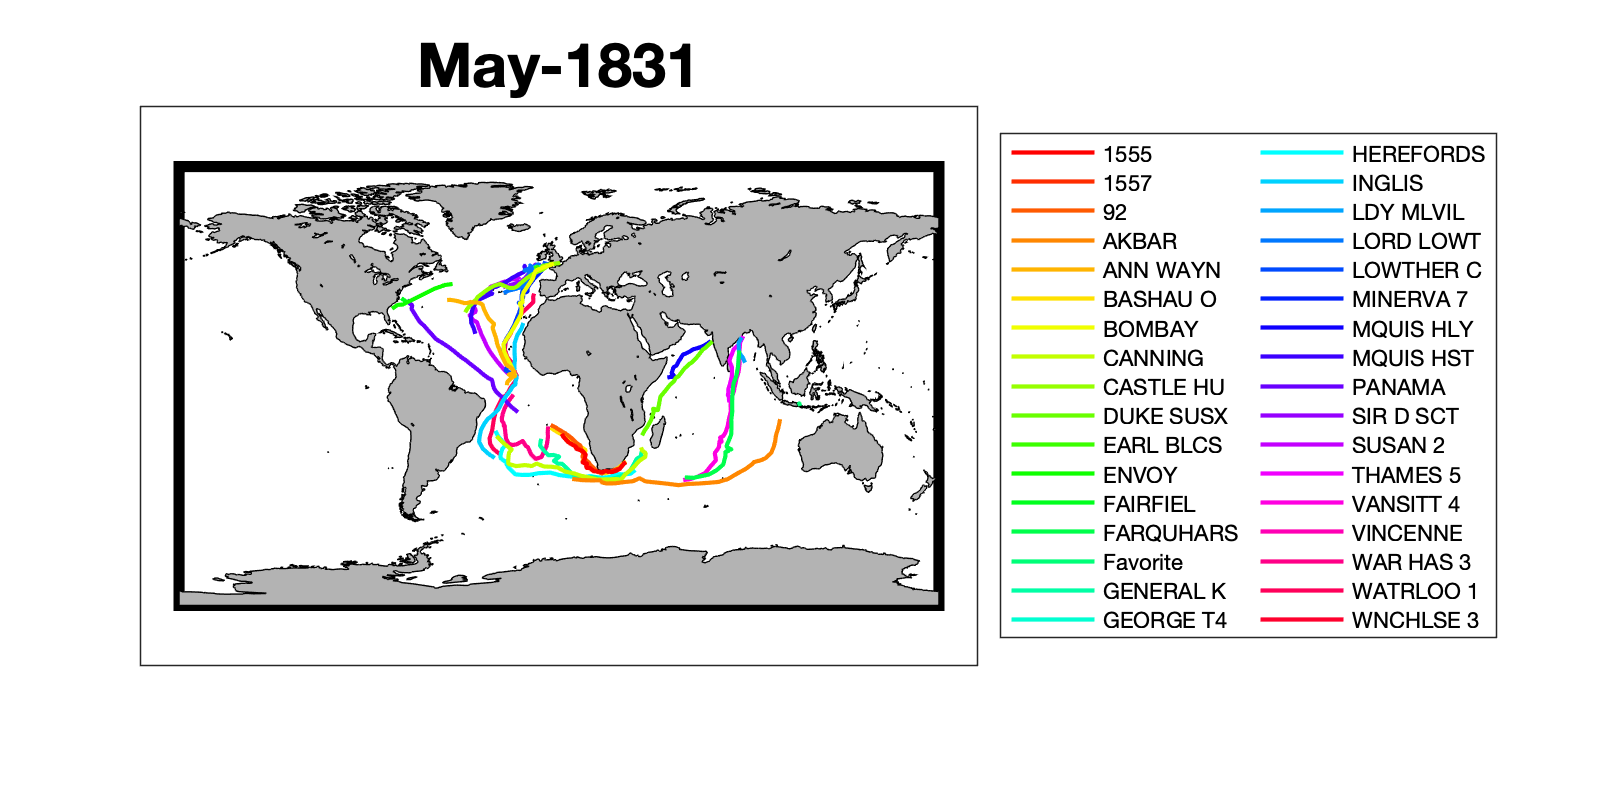 May-1831
1555
1557
92
AKBAR
ANN WAYN
BASHAU O
BOMBAY
CANNING
CASTLE HU
DUKE SUSX
EARL BLCS
ENVOY
FAIRFIEL
FARQUHARS
Favorite
GENERAL K
GEORGE T4
HEREFORDS
INGLIS
LDY MLVIL
LORD LOWT
LOWTHER C
MINERVA 7
MQUIS HLY
MQUIS HST
PANAMA
SIR D SCT
SUSAN 2
THAMES 5
VANSITT 4
VINCENNE
WAR HAS 3
WATRLOO 1
WNCHLSE 3